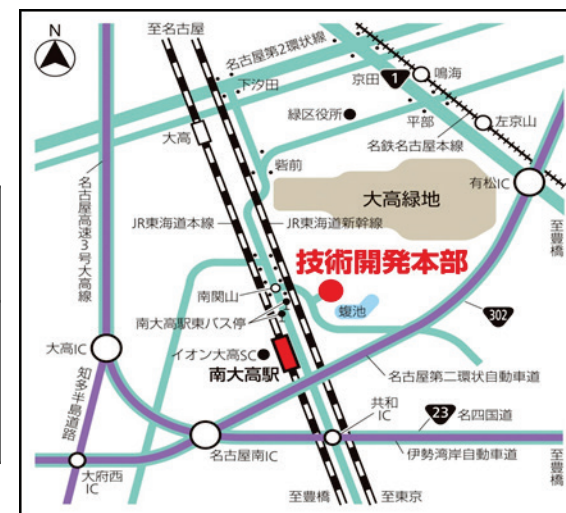 至名古屋
N
名古屋第2環状線
下汐田
京田
1
鳴海
緑区役所
平部
左京山
大高
名鉄名古屋本線
砦前
有松IC
大高緑地
名古屋高速3号大高線
JR東海道本線
JR東海道新幹線
至豊橋
技術開発本部
南関山
蝮池
南大高駅東バス停
302
大高IC
イオン大高SC
南大高駅
名古屋第二環状自動車道
知多半島道路
共和
IC
23
名四国道
名古屋南IC
伊勢湾岸自動車道
大府西
IC
至豊橋
至豊橋
至東京